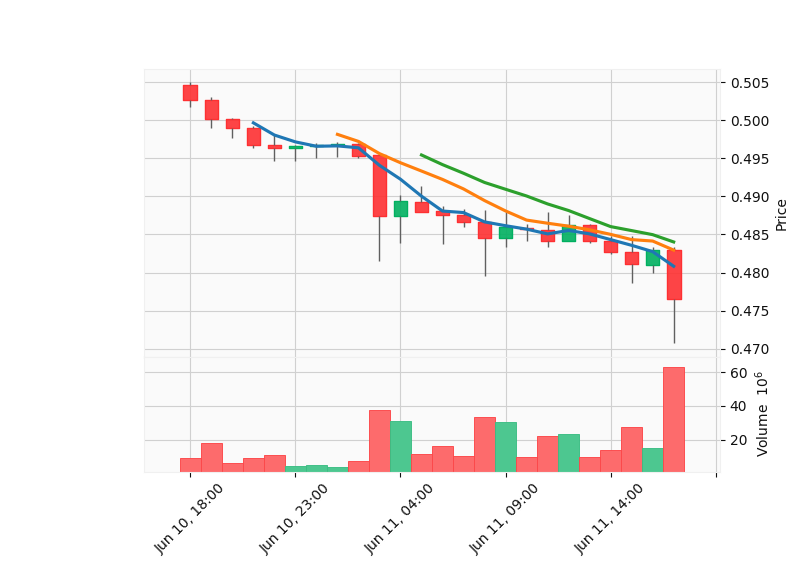 0.505
0.500
0.495
0.490
0.485
0.480
0.475
0.470
Price
60
40
20
Volume 10^6
Jun 10, 18:00
Jun 10, 23:00
Jun 11, 04:00
Jun 11, 09:00
Jun 11, 14:00